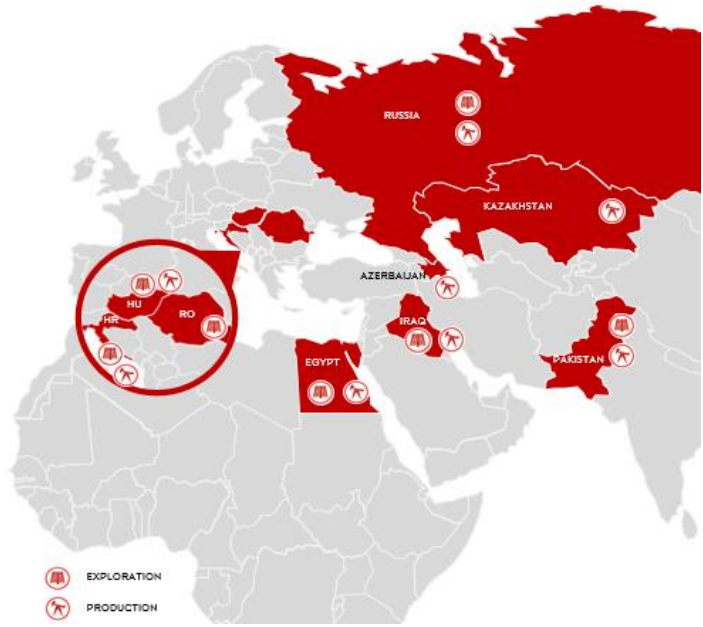 RUSSIA
KAZAKHSTAN
AZERBAIJAN
HU
RO
HR
IRAQ
PAKISTAN
EGYPT
EXPLORATION
PRODUCTION